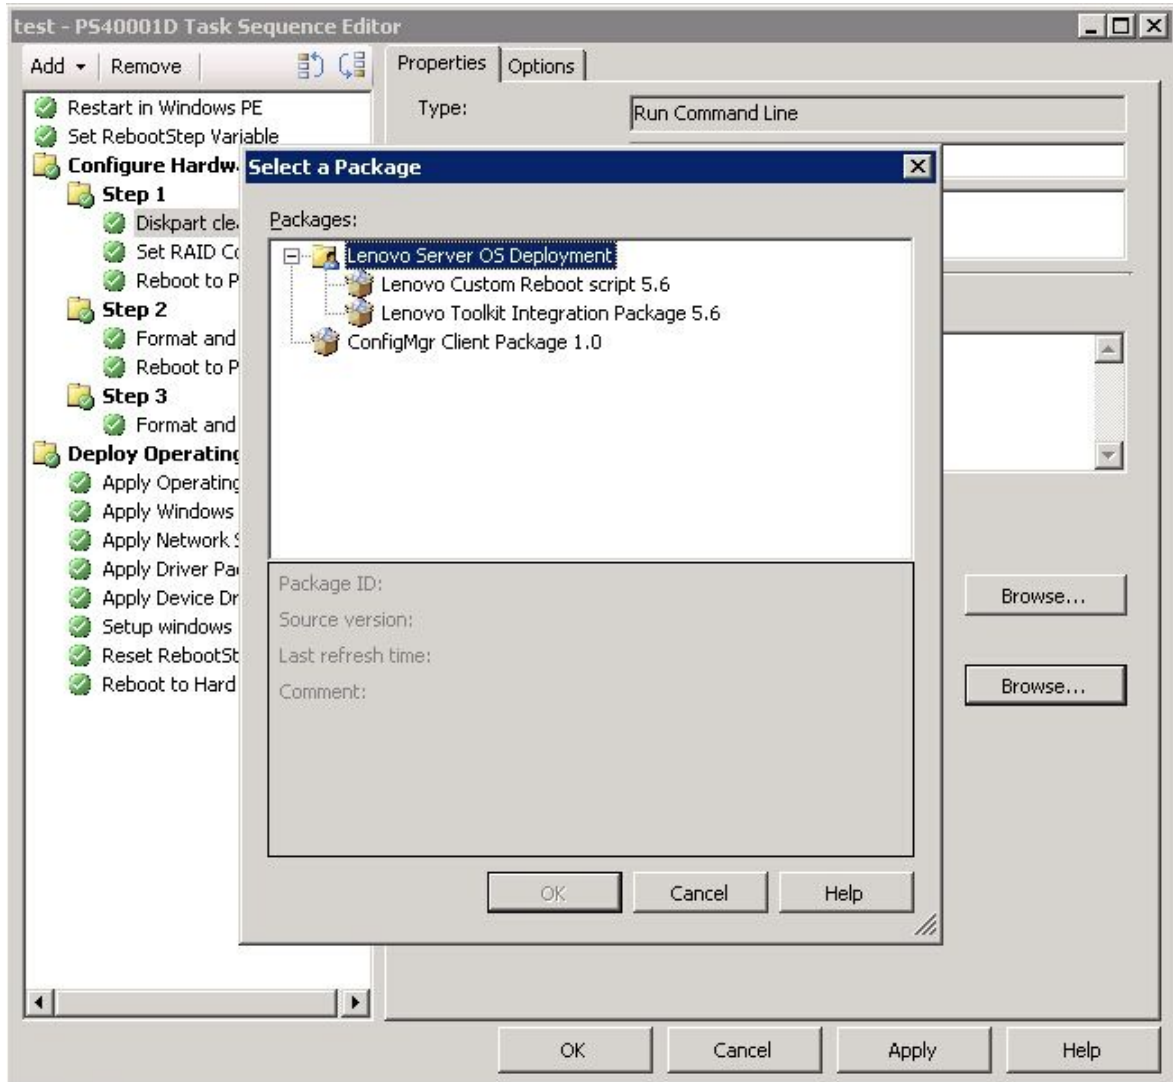 test - PS40001D Task Sequence Editor
Add
Remove
Properties
Options
Restart in Windows PE
Set RebootStep Variable
Configure Hardw
Step 1
Diskpart cle
Set RAID Co
Reboot to P
Step 2
Format and
Reboot to P
Step 3
Format and
Deploy Operating
Apply Operating
Apply Windows
Apply Network S
Apply Driver Pa
Apply Device Dr
Setup windows
Reset RebootSt
Reboot to Hard
Type:
Run Command Line
Select a Package
Packages:
Lenovo Server OS Deployment
Lenovo Custom Reboot script 5.6
Lenovo Toolkit Integration Package 5.6
ConfigMgr Client Package 1.0
Package ID:
Source version:
Last refresh time:
Comment:
OK
Cancel
Help
Browse...
Browse...
OK
Cancel
Apply
Help